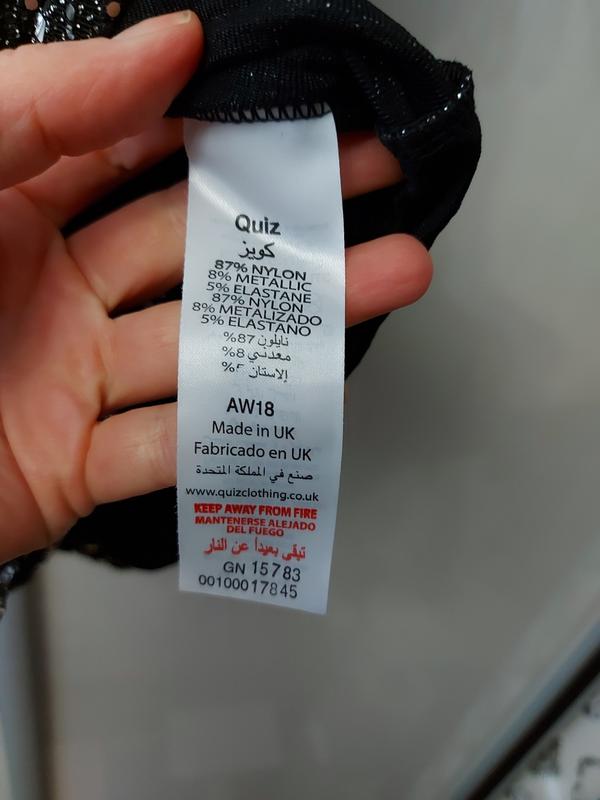 Quiz
كويز
87% NYLON
8% METALLIC
5% ELASTANE
87% NYLON
8% METALIZADO
5% ELASTANO
نايلون 87%
معدني 8%
إلاستان ٥%
AW18
Made in UK
Fabricado en UK
صنع في المملكة المتحدة
www.quizclothing.co.uk
KEEP AWAY FROM FIRE
MANTENERSE ALEJADO
DEL FUEGO
تبقى بعيداً عن النار
GN 15783
00100017845